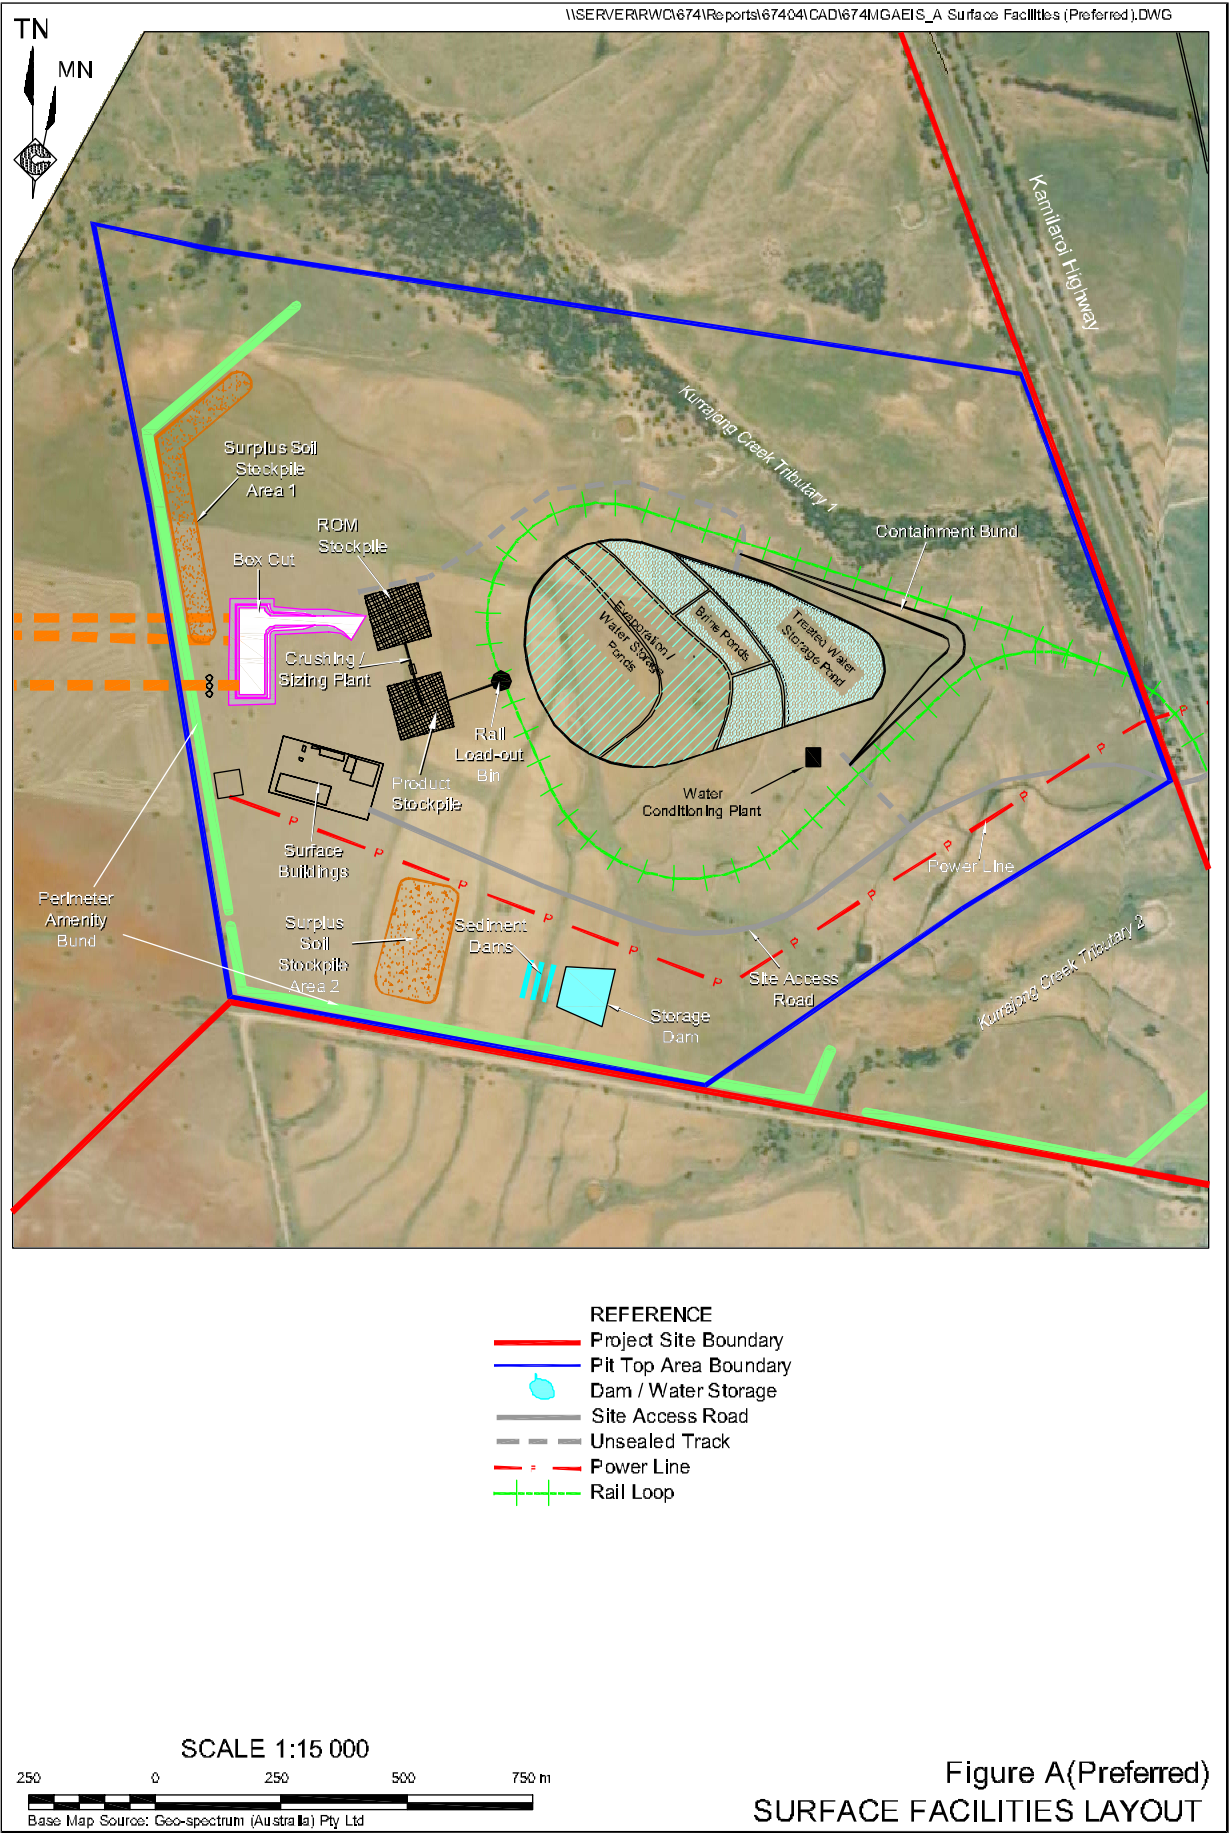 \\SERVER\RWC\674\Reports\67404\CAD\674MGAEIS_A Surface Facilities (Preferred).DWG
TN
MN
Kamilaroi Highway
Kurrajong Creek Tributary 1
Surplus Soil
Stockpile
Area 1
ROM
Stockpile
Box Cut
Containment Bund
Evaporation /
Water Storage
Ponds
Brine Ponds
Treated Water
Storage Pond
Crushing /
Sizing Plant
Rail
Load-out
Bin
Product
Stockpile
Water
Conditioning Plant
P
P
P
P
Surface
Buildings
P
P
P
P
P
P
P
P
Power Line
Perimeter
Amenity
Bund
Surplus
Soil
Stockpile
Area 2
Sediment
Dams
Site Access
Road
Storage
Dam
Kurrajong Creek Tributary 2
REFERENCE
Project Site Boundary
Pit Top Area Boundary
Dam / Water Storage
Site Access Road
Unsealed Track
P
Power Line
Rail Loop
SCALE 1:15 000
250 0 250 500 750 m
Base Map Source: Geo-spectrum (Australia) Pty Ltd
Figure A(Preferred)
SURFACE FACILITIES LAYOUT